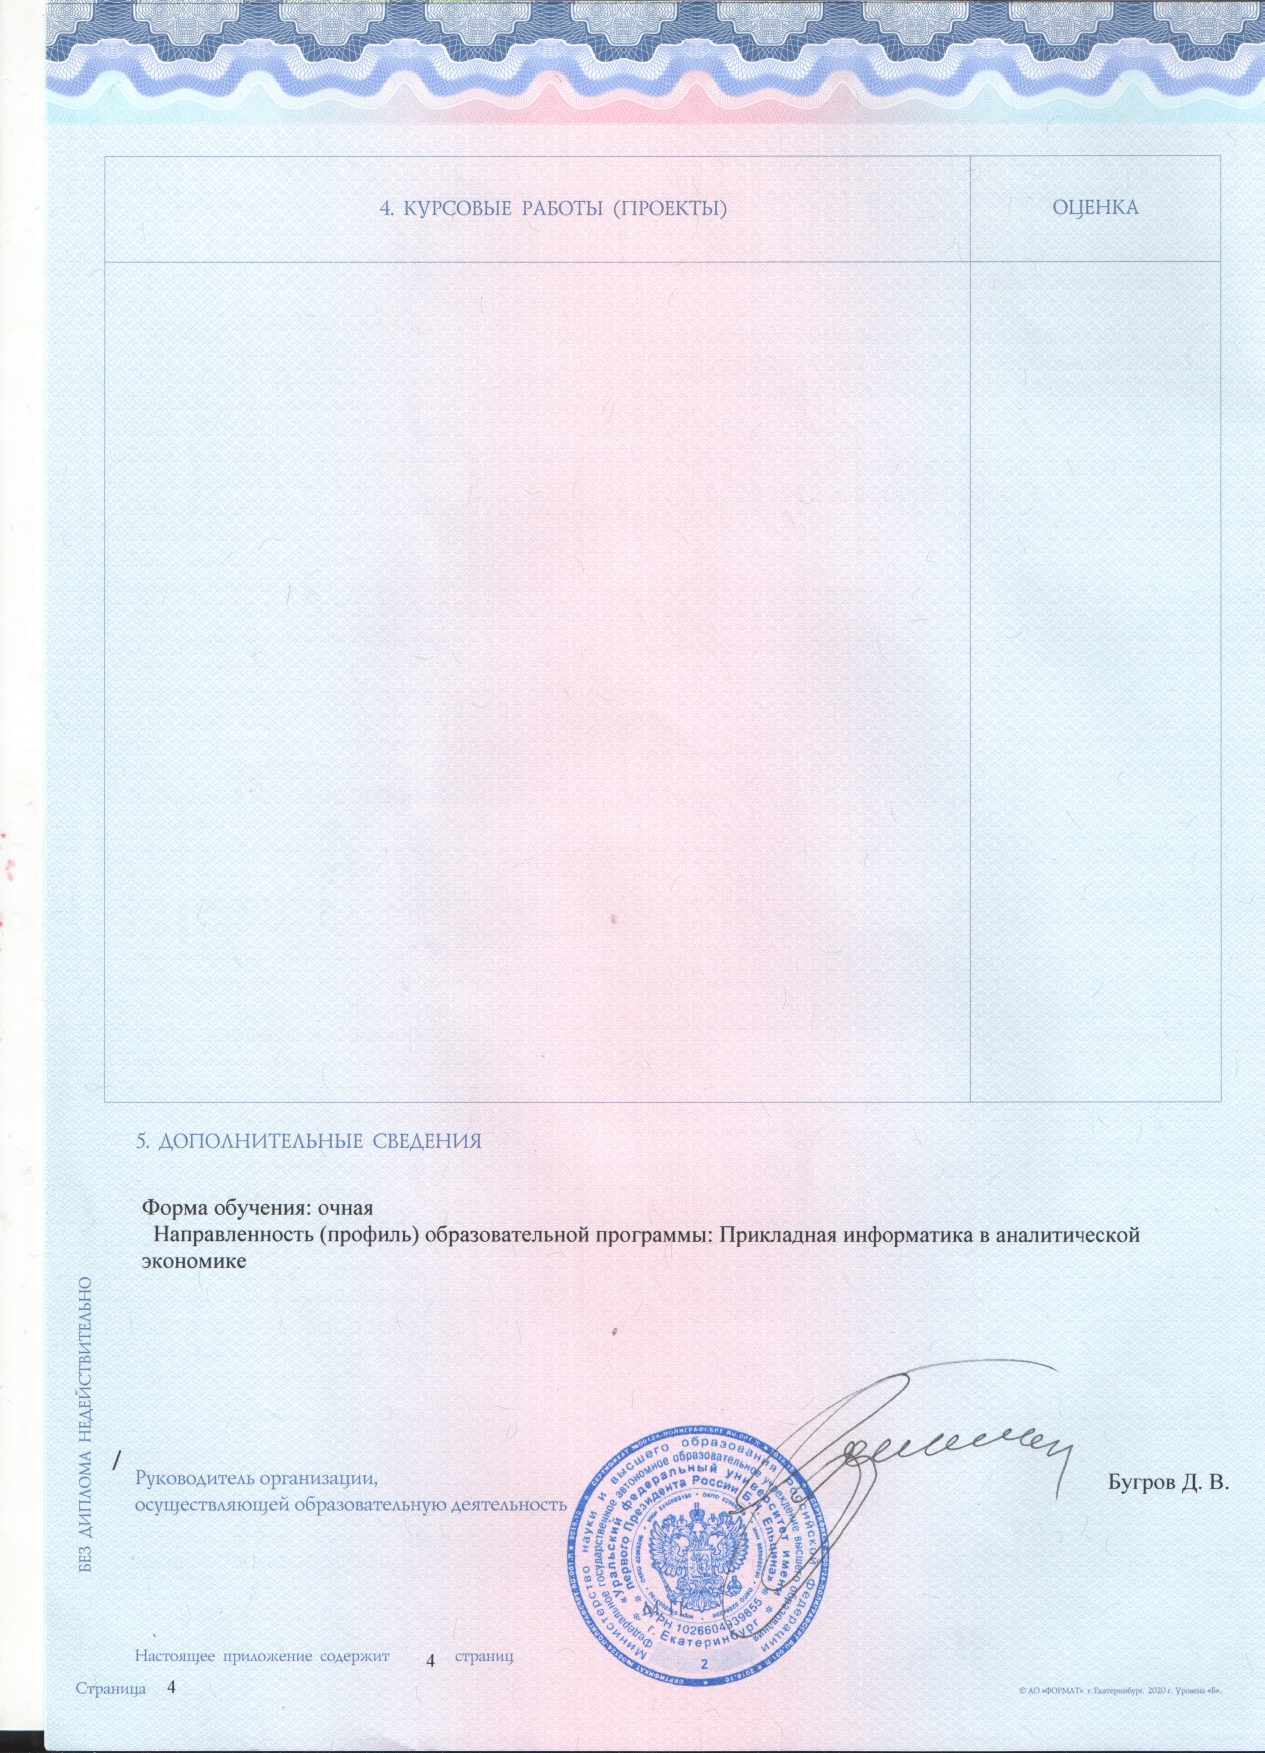 4. КУРСОВЫЕ РАБОТЫ (ПРОЕКТЫ)
ОЦЕНКА
5. ДОПОЛНИТЕЛЬНЫЕ СВЕДЕНИЯ
Форма обучения: очная
Направленность (профиль) образовательной программы: Прикладная информатика в аналитической
экономике
БЕЗ ДИПЛОМА НЕДЕЙСТВИТЕЛЬНО
/
Руководитель организации,
осуществляющей образовательную деятельность
Бугров Д. В.
Министерство науки и высшего образования Российской Федерации
Федеральное государственное автономное образовательное учреждение высшего образования
«Уральский федеральный университет имени
первого Президента России Б.Н. Ельцина»
ОГРН 1026604939855
г. Екатеринбург
2
Настоящее приложение содержит 4 страниц
Страница 4
© АО «ФОРМАТ». г. Екатеринбург. 2020 г. Уровень «Б».